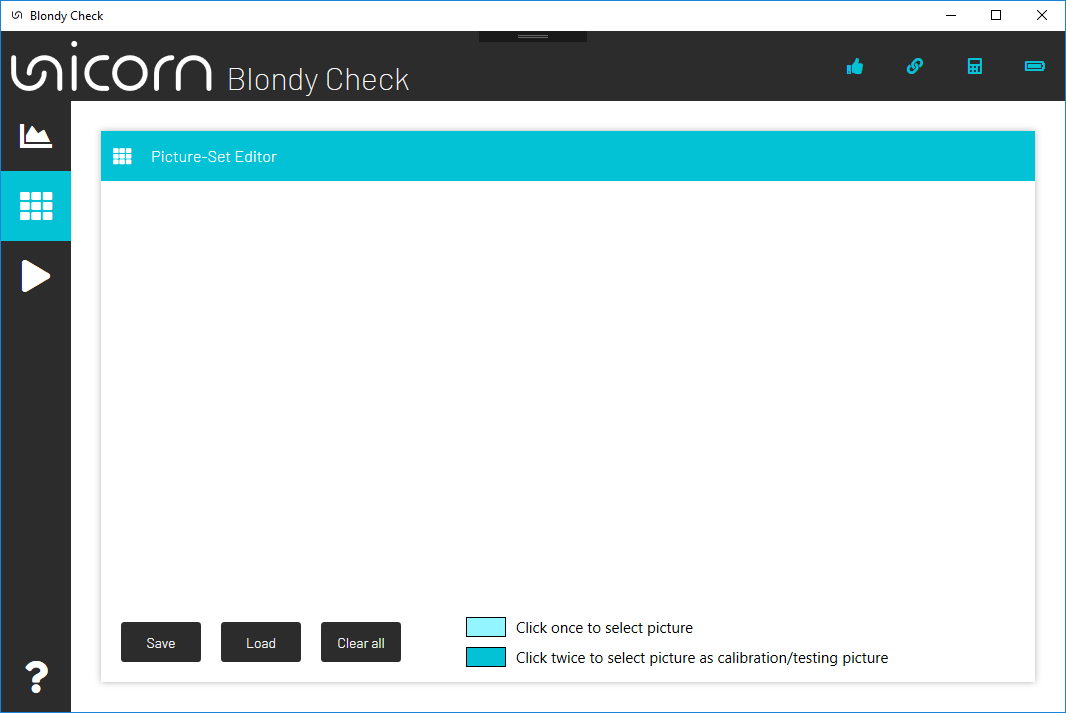 Blondy Check
unicorn Blondy Check
Picture-Set Editor
Save Load Clear all
Click once to select picture
Click twice to select picture as calibration/testing picture
?